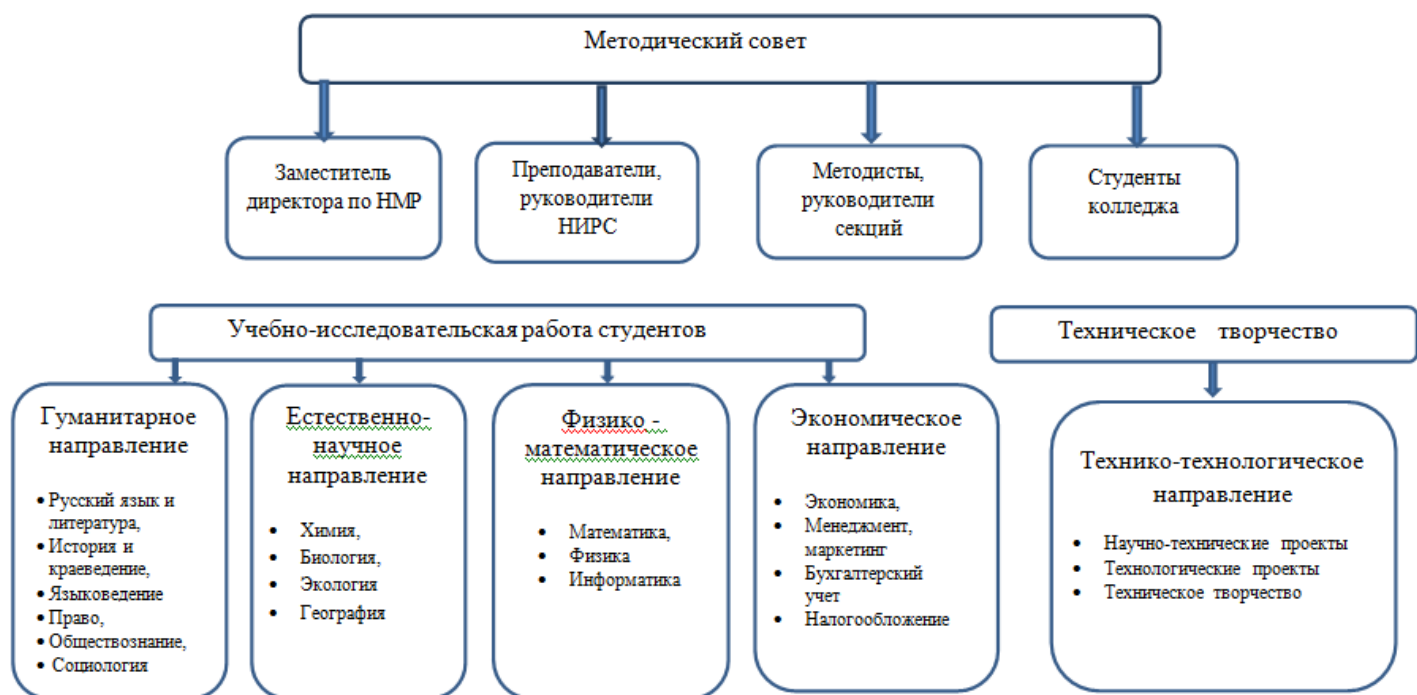 Методический совет
Заместитель
директора по НМР
Преподаватели,
руководители
НИРС
Методисты,
руководители
секций
Студенты
колледжа
Учебно-исследовательская работа студентов
Техническое творчество
Гуманитарное
направление
• Русский язык и
литература,
• История и
краеведение,
• Языковедение
• Право,
• Обществознание,
• Социология
Естественно-
научное
направление
• Химия,
• Биология,
• Экология
• География
Физико -
математическое
направление
• Математика,
• Физика
• Информатика
Экономическое
направление
• Экономика,
• Менеджмент,
маркетинг
• Бухгалтерский
учет
• Налогообложение
Технико-технологическое
направление
• Научно-технические проекты
• Технологические проекты
• Техническое творчество